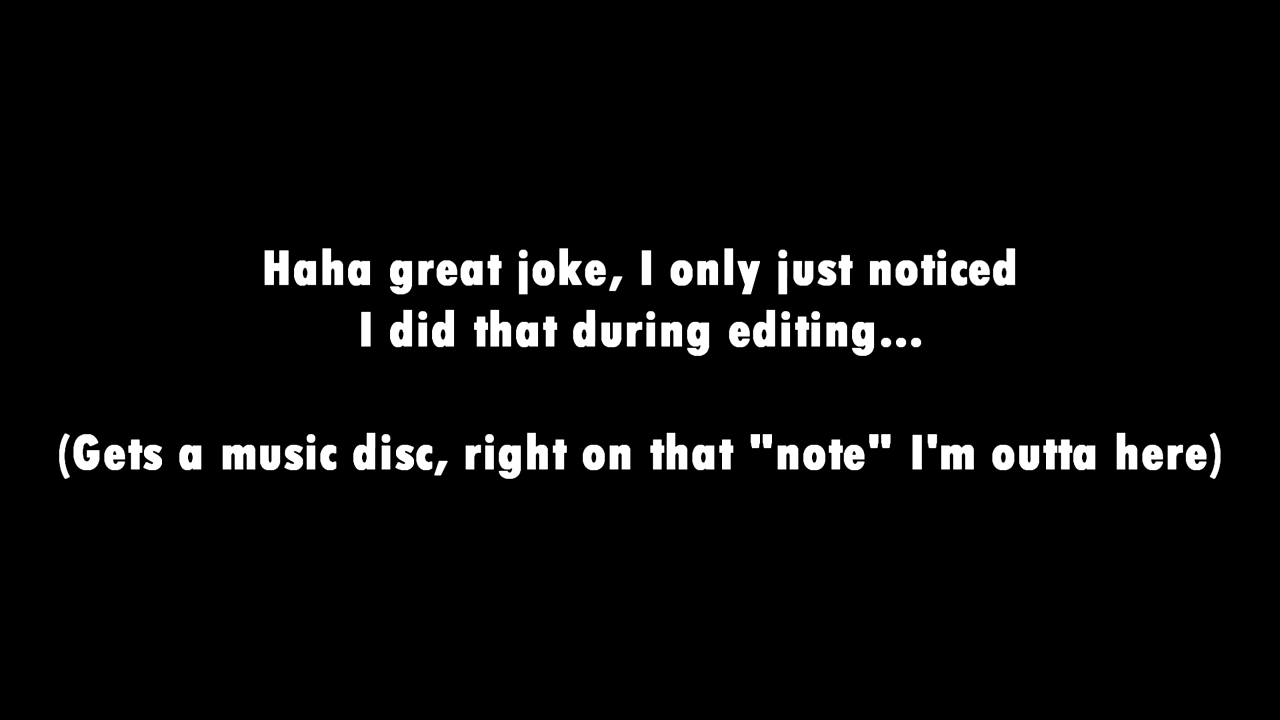 Haha great joke, I only just noticed
I did that during editing...
(Gets a music disc, right on that "note" I'm outta here)